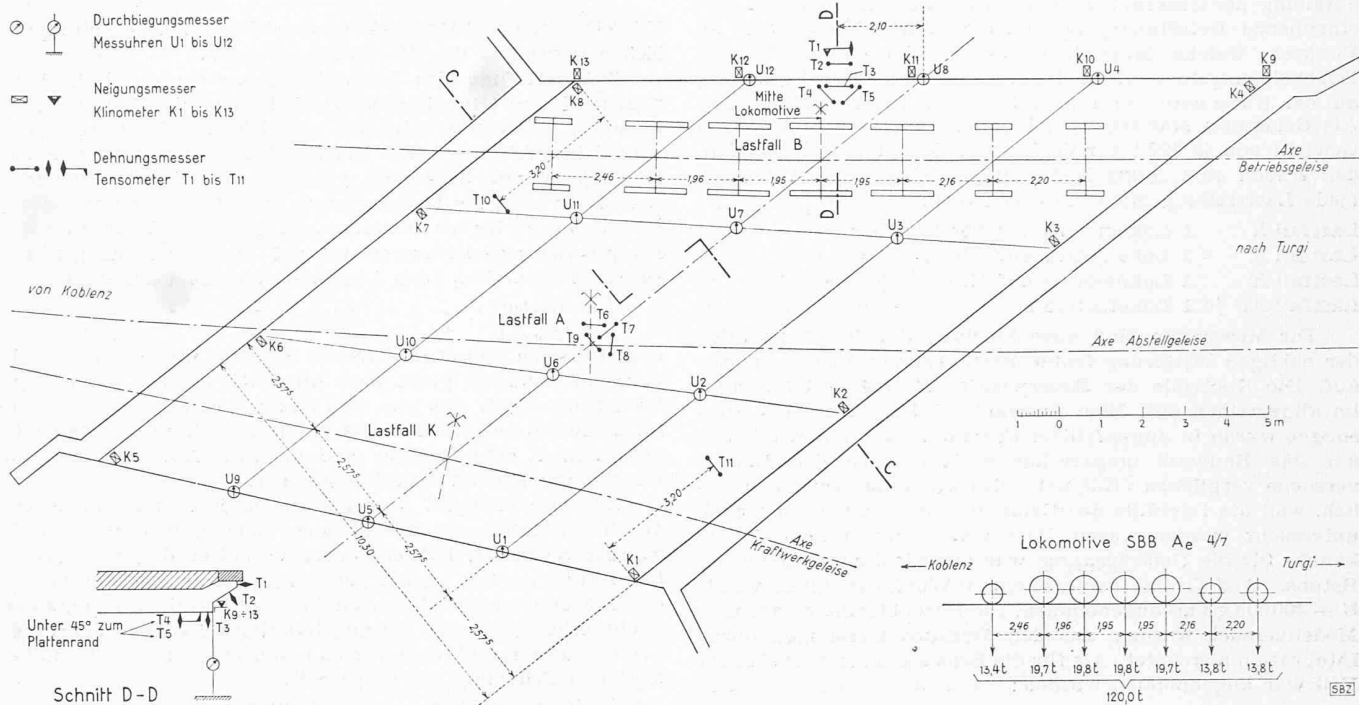 Durchbiegungsmesser
Messuhren U1 bis U12
Neigungsmesser
Klinometer K1 bis K13
Dehnungsmesser
Tensometer T1 bis T11
D
2,10
C
K13
K8
K12
U12
T1
T2
T3
T4
T5
K11
U8
K10
U4
K9
K4
Mitte
Lokomotive
Lastfall B
Axe
Betriebsgeleise
3,20
2,46
1,96
1,95
1,95
2,16
2,20
D
T10
K7
U11
U7
U3
K3
nach Turgi
von Koblenz
Lastfall A
T6
T7
T9
T8
Axe Abstellgeleise
K6
U10
U6
U2
K2
2,575
Lastfall K
1 0 1 2 3 4 5m
K5
U9
2,575
U5
T11
C
3,20
U1
2,575
10,30
K1
Axe
Kraftwerkgeleise
2,575
Lokomotive SBB Ae 4/7
Koblenz
Turgi
2,46
1,96
1,95
1,95
2,16
2,20
13,4t
19,7t
19,8t
19,8t
19,7t
13,8t
13,8t
120,0t
T1
T2
K9÷13
T3
Unter 45° zum
Plattenrand
T4
T5
Schnitt D-D
SBZ